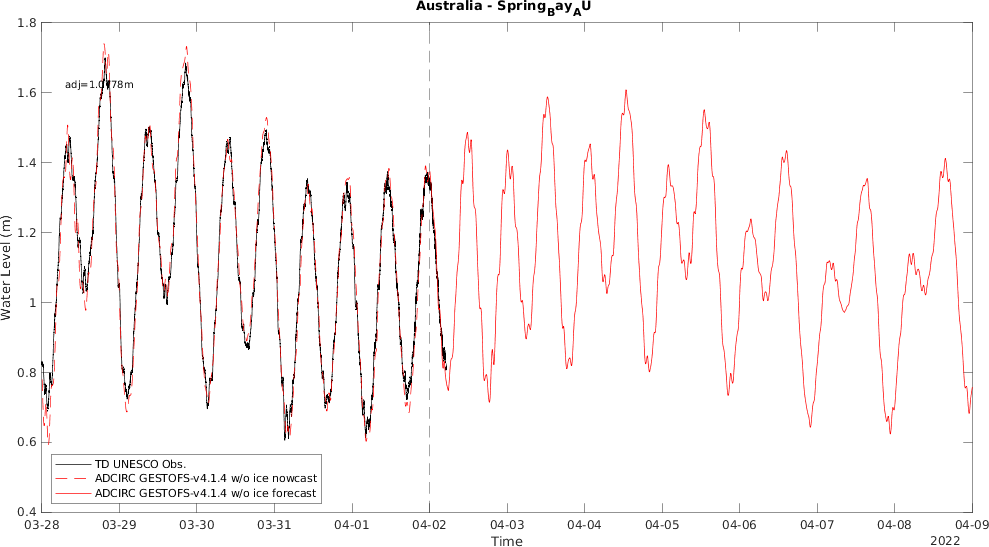 Australia - SpringBayAU
1.8
1.6
1.4
1.2
1
0.8
0.6
0.4
Water Level (m)
TD UNESCO Obs.
ADCIRC GESTOFS-v4.1.4 w/o ice nowcast
ADCIRC GESTOFS-v4.1.4 w/o ice forecast
03-28 03-29 03-30 03-31 04-01 04-02 04-03 04-04 04-05 04-06 04-07 04-08 04-09
Time
2022